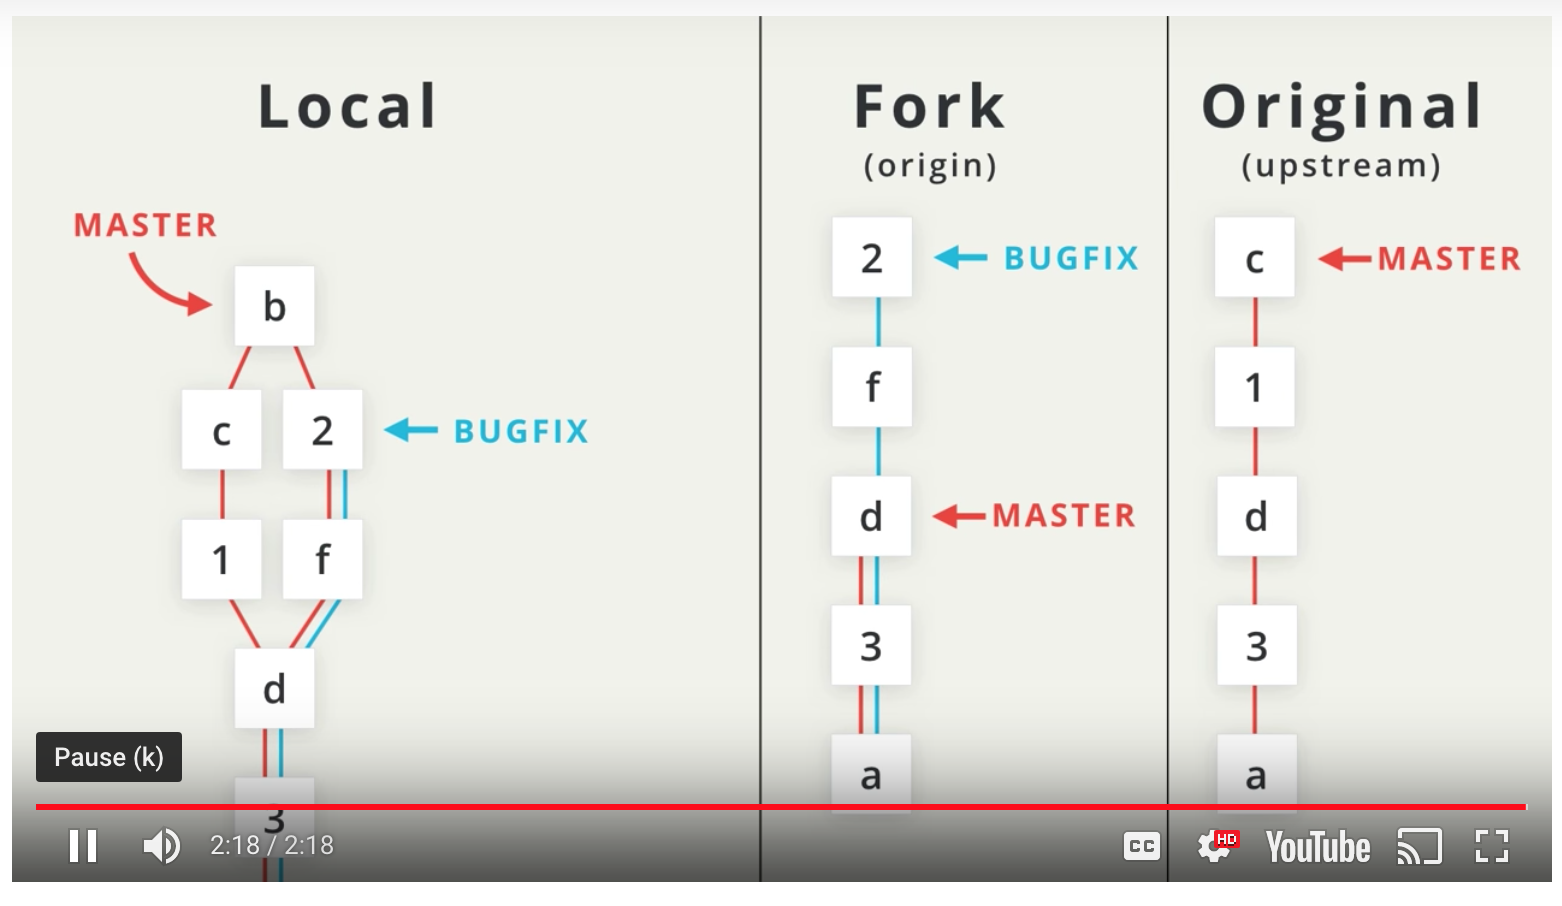 Local
Fork
Original
(origin)
(upstream)
MASTER
b
c
2
BUGFIX
1
f
d
3
2
BUGFIX
f
d
MASTER
3
a
c
MASTER
1
d
3
a
Pause (k)
2:18 / 2:18
CC
HD
YouTube